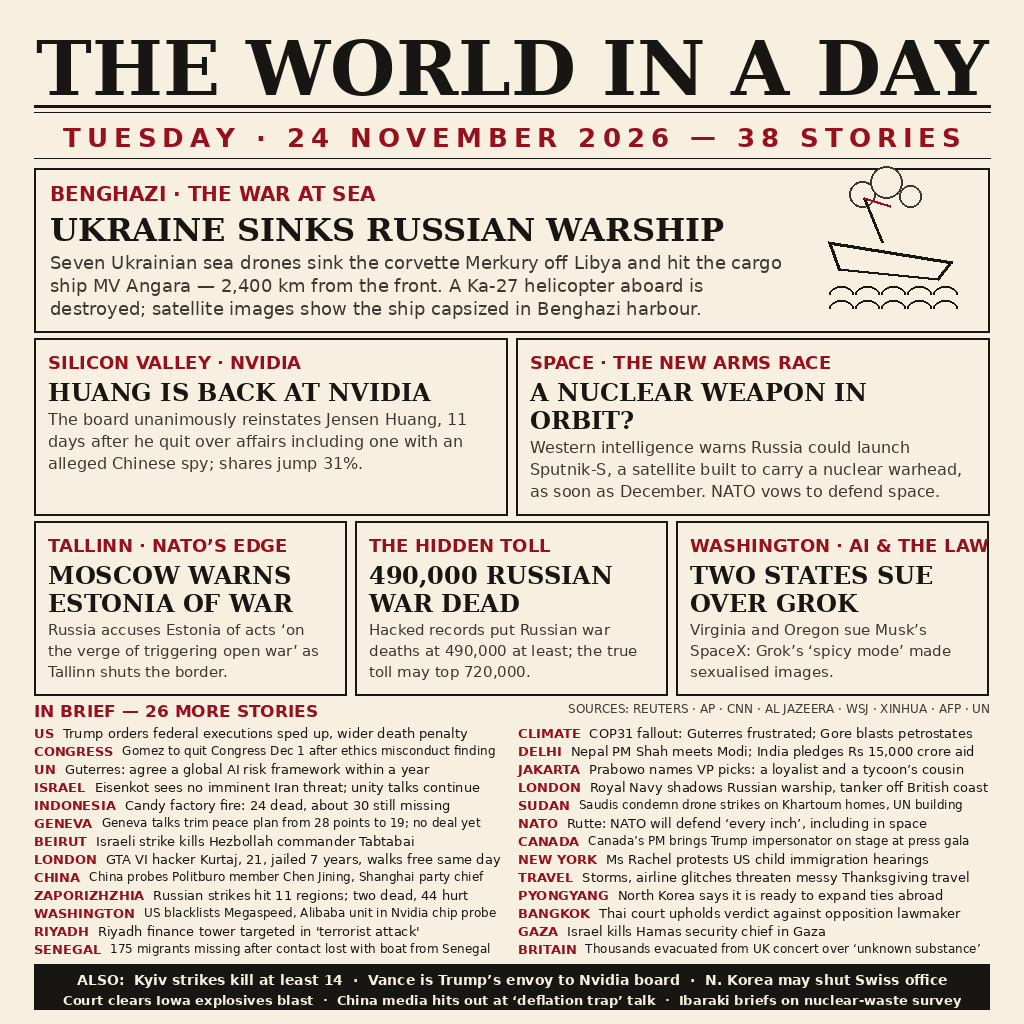 THE WORLD IN A DAY
TUESDAY · 24 NOVEMBER 2026 — 38 STORIES
BENGHAZI · THE WAR AT SEA
UKRAINE SINKS RUSSIAN WARSHIP
Seven Ukrainian sea drones sink the corvette Merkury off Libya and hit the cargo
ship MV Angara — 2,400 km from the front. A Ka-27 helicopter aboard is
destroyed; satellite images show the ship capsized in Benghazi harbour.
SILICON VALLEY · NVIDIA
HUANG IS BACK AT NVIDIA
The board unanimously reinstates Jensen Huang, 11
days after he quit over affairs including one with an
alleged Chinese spy; shares jump 31%.
SPACE · THE NEW ARMS RACE
A NUCLEAR WEAPON IN
ORBIT?
Western intelligence warns Russia could launch
Sputnik-S, a satellite built to carry a nuclear warhead,
as soon as December. NATO vows to defend space.
TALLINN · NATO’S EDGE
MOSCOW WARNS
ESTONIA OF WAR
Russia accuses Estonia of acts ‘on
the verge of triggering open war’ as
Tallinn shuts the border.
THE HIDDEN TOLL
490,000 RUSSIAN
WAR DEAD
Hacked records put Russian war
deaths at 490,000 at least; the true
toll may top 720,000.
WASHINGTON · AI & THE LAW
TWO STATES SUE
OVER GROK
Virginia and Oregon sue Musk’s
SpaceX: Grok’s ‘spicy mode’ made
sexualised images.
IN BRIEF — 26 MORE STORIES
SOURCES: REUTERS · AP · CNN · AL JAZEERA · WSJ · XINHUA · AFP · UN
US Trump orders federal executions sped up, wider death penalty
CONGRESS Gomez to quit Congress Dec 1 after ethics misconduct finding
UN Guterres: agree a global AI risk framework within a year
ISRAEL Eisenkot sees no imminent Iran threat; unity talks continue
INDONESIA Candy factory fire: 24 dead, about 30 still missing
GENEVA Geneva talks trim peace plan from 28 points to 19; no deal yet
BEIRUT Israeli strike kills Hezbollah commander Tabtabai
LONDON GTA VI hacker Kurtaj, 21, jailed 7 years, walks free same day
CHINA China probes Politburo member Chen Jining, Shanghai party chief
ZAPORIZHZHIA Russian strikes hit 11 regions; two dead, 44 hurt
WASHINGTON US blacklists Megaspeed, Alibaba unit in Nvidia chip probe
RIYADH Riyadh finance tower targeted in 'terrorist attack'
SENEGAL 175 migrants missing after contact lost with boat from Senegal
CLIMATE COP31 fallout: Guterres frustrated; Gore blasts petrostates
DELHI Nepal PM Shah meets Modi; India pledges Rs 15,000 crore aid
JAKARTA Prabowo names VP picks: a loyalist and a tycoon’s cousin
LONDON Royal Navy shadows Russian warship, tanker off British coast
SUDAN Saudis condemn drone strikes on Khartoum homes, UN building
NATO Rutte: NATO will defend ‘every inch’, including in space
CANADA Canada’s PM brings Trump impersonator on stage at press gala
NEW YORK Ms Rachel protests US child immigration hearings
TRAVEL Storms, airline glitches threaten messy Thanksgiving travel
PYONGYANG North Korea says it is ready to expand ties abroad
BANGKOK Thai court upholds verdict against opposition lawmaker
GAZA Israel kills Hamas security chief in Gaza
BRITAIN Thousands evacuated from UK concert over ‘unknown substance’
ALSO: Kyiv strikes kill at least 14 · Vance is Trump’s envoy to Nvidia board · N. Korea may shut Swiss office
Court clears Iowa explosives blast · China media hits out at ‘deflation trap’ talk · Ibaraki briefs on nuclear-waste survey